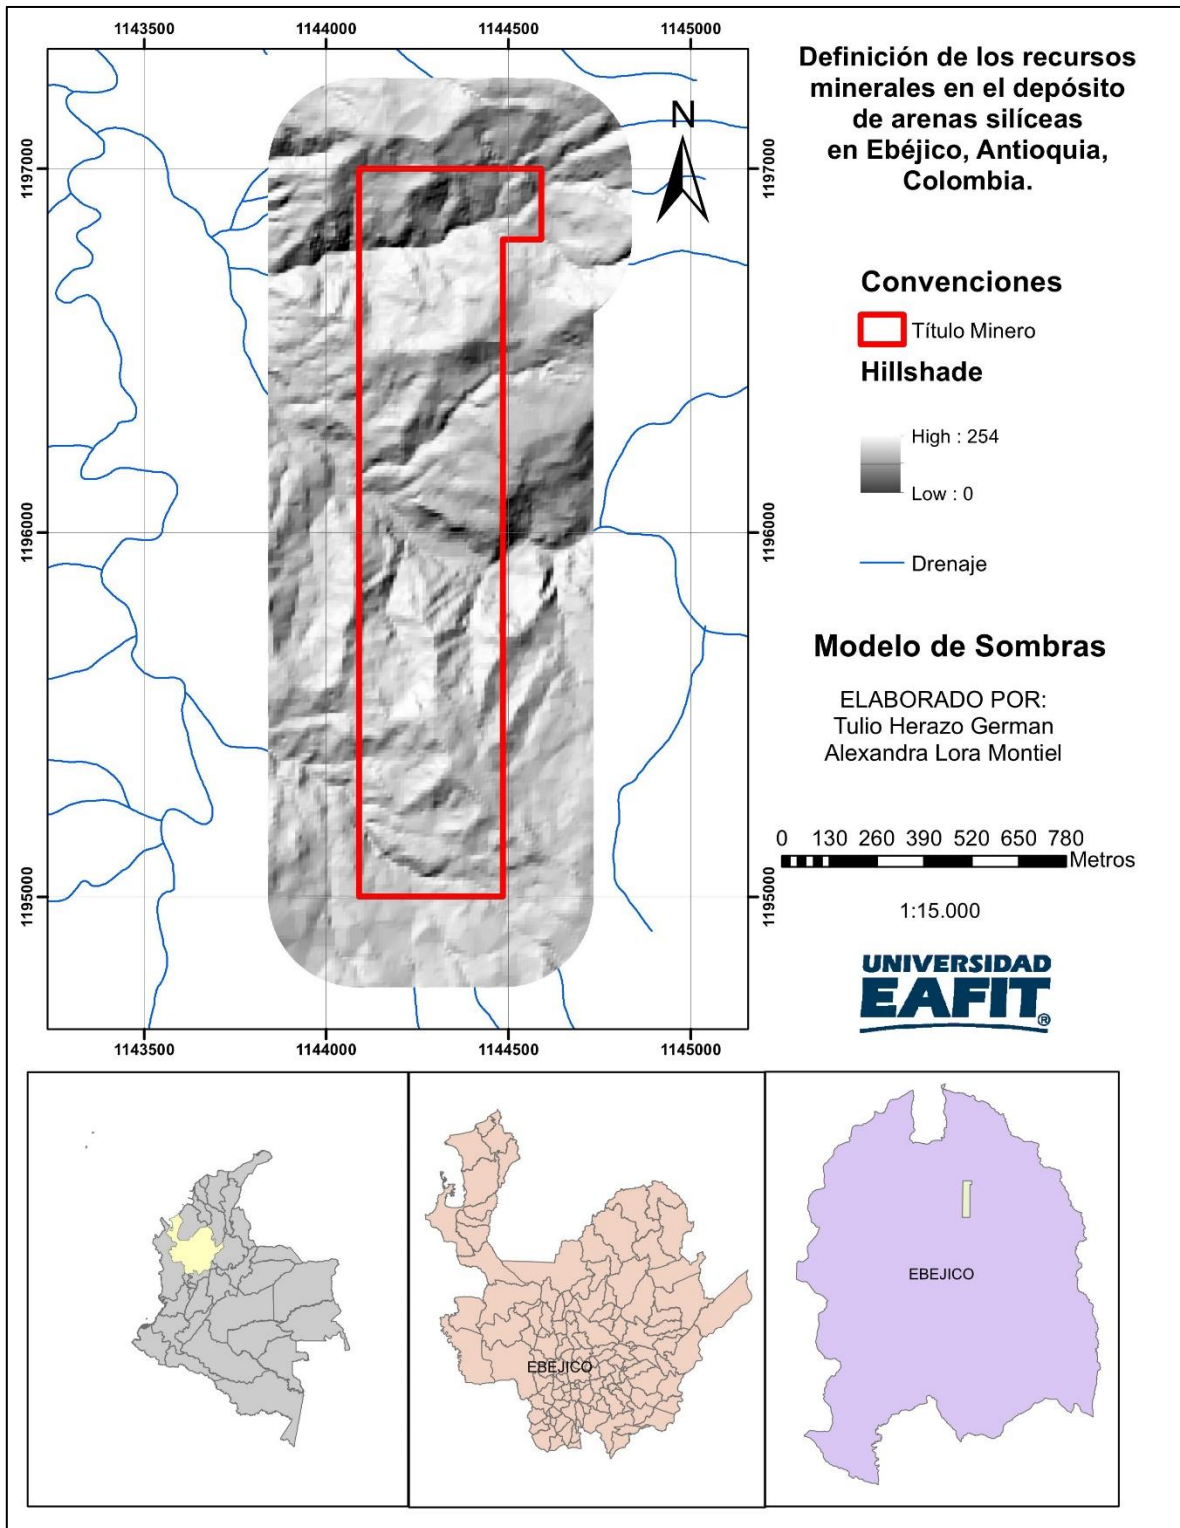 1143500 1144000 1144500 1145000
1197000 1197000
1196000 1196000
1195000 1195000
1143500 1144000 1144500 1145000
N
Definición de los recursos
minerales en el depósito
de arenas silíceas
en Ebéjico, Antioquia,
Colombia.
Convenciones
Título Minero
Hillshade
High : 254
Low : 0
Drenaje
Modelo de Sombras
ELABORADO POR:
Tulio Herazo German
Alexandra Lora Montiel
0 130 260 390 520 650 780
Metros
1:15.000
UNIVERSIDAD
EAFIT®
EBEJICO
EBEJICO